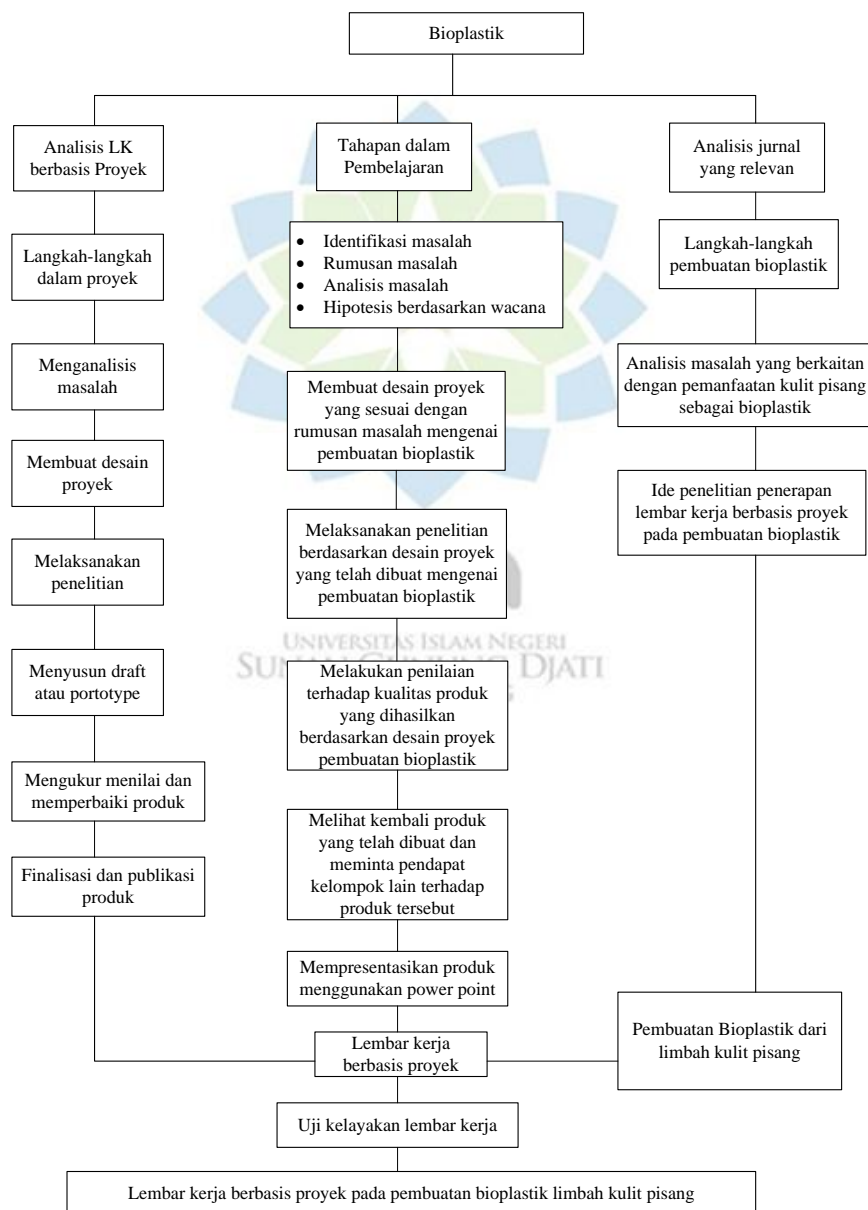 Bioplastik
Analisis LK
berbasis Proyek
Langkah-langkah
dalam proyek
Menganalisis
masalah
Membuat desain
proyek
Melaksanakan
penelitian
Menyusun draft
atau portotype
Mengukur menilai dan
memperbaiki produk
Finalisasi dan publikasi
produk
Tahapan dalam
Pembelajaran
• Identifikasi masalah
• Rumusan masalah
• Analisis masalah
• Hipotesis berdasarkan wacana
Membuat desain proyek
yang sesuai dengan
rumusan masalah mengenai
pembuatan bioplastik
Melaksanakan penelitian
berdasarkan desain proyek
yang telah dibuat mengenai
pembuatan bioplastik
UNIVERSITAS ISLAM NEGERI
DJATI
Melakukan penilaian
terhadap kualitas produk
yang dihasilkan
berdasarkan desain proyek
pembuatan bioplastik
Melihat kembali produk
yang telah dibuat dan
meminta pendapat
kelompok lain terhadap
produk tersebut
Mempresentasikan produk
menggunakan power point
Analisis jurnal
yang relevan
Langkah-langkah
pembuatan bioplastik
Analisis masalah yang berkaitan
dengan pemanfaatan kulit pisang
sebagai bioplastik
Ide penelitian penerapan
lembar kerja berbasis proyek
pada pembuatan bioplastik
Pembuatan Bioplastik dari
limbah kulit pisang
Lembar kerja
berbasis proyek
Uji kelayakan lembar kerja
Lembar kerja berbasis proyek pada pembuatan bioplastik limbah kulit pisang